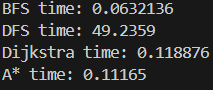 BFS time: 0.0632136
DFS time: 49.2359
Dijkstra time: 0.118876
A* time: 0.11165